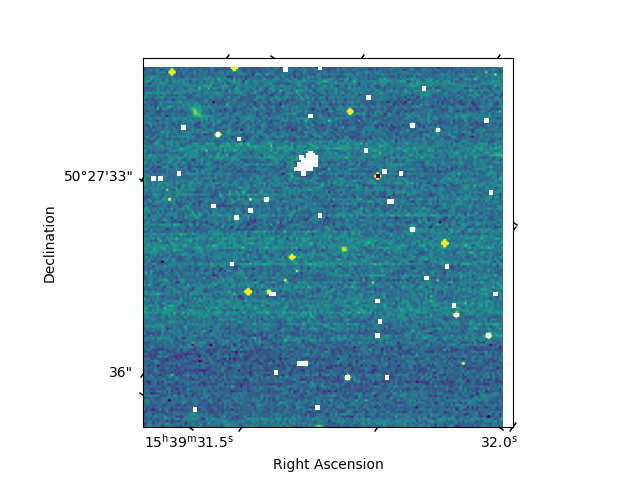 50°27'33"
Declination
36"
15ʰ39ᵐ31.5ˢ
32.0ˢ
Right Ascension